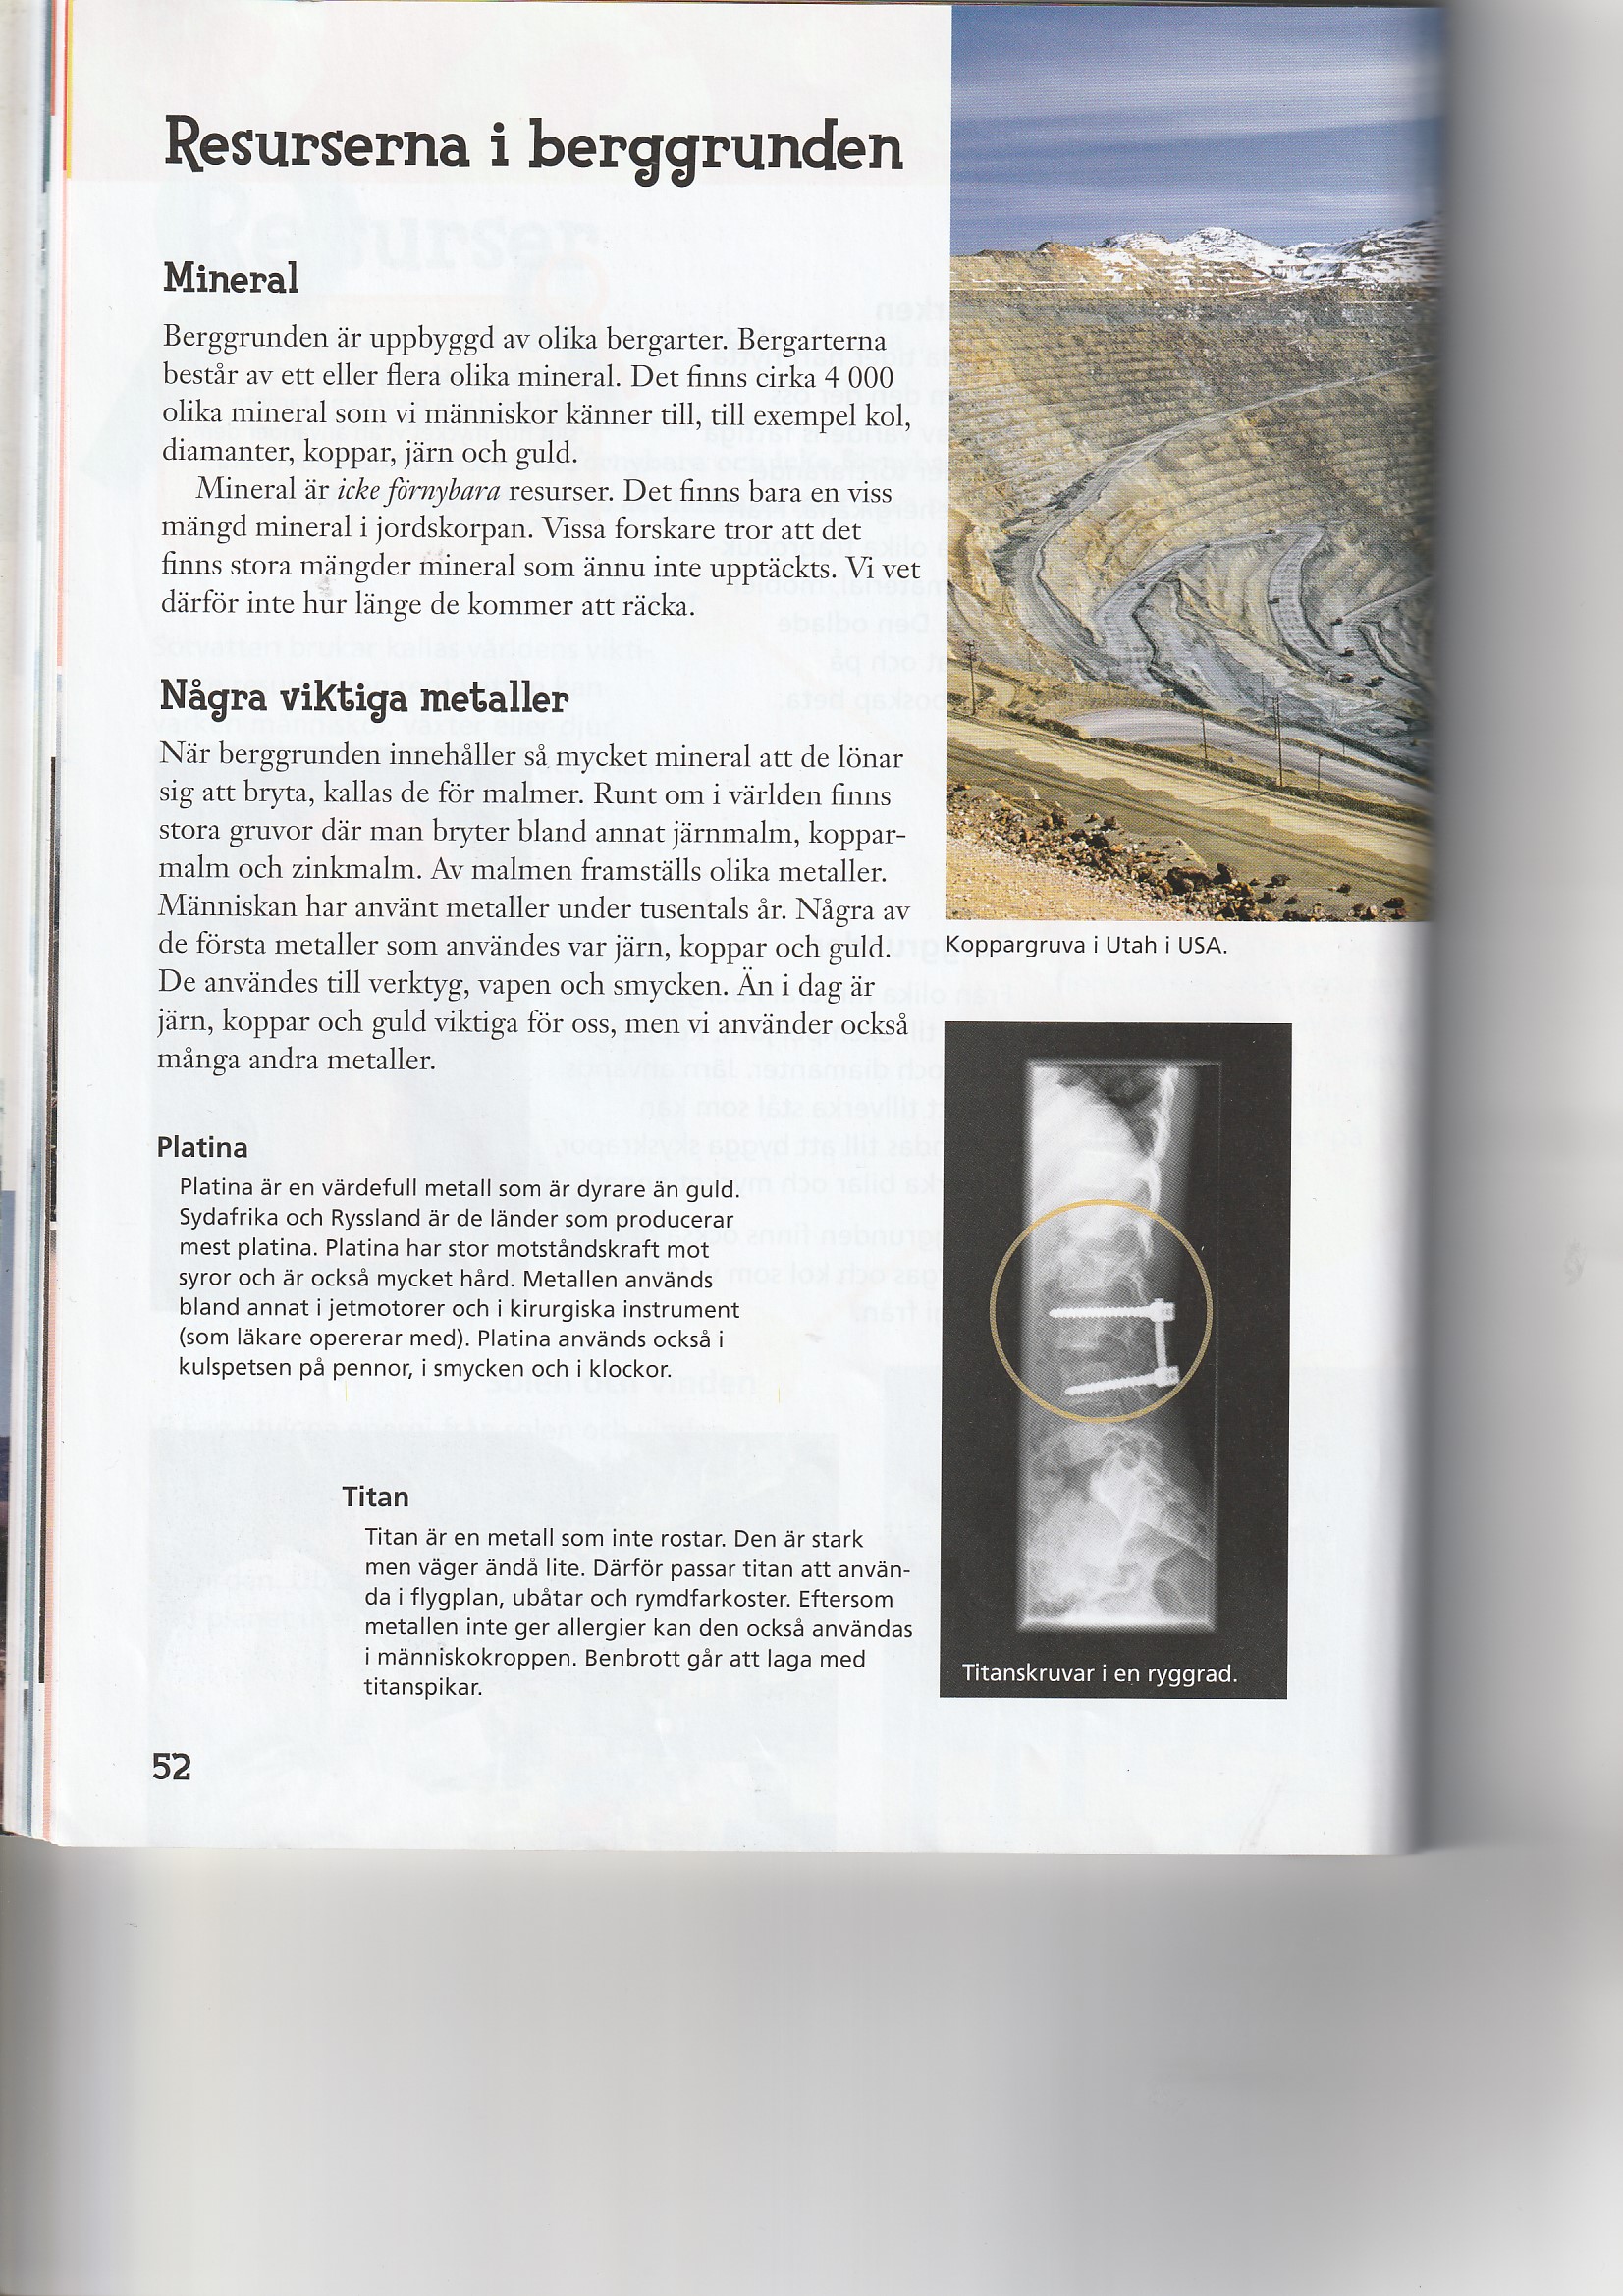 Resurserna i berggrunden
Mineral
Berggrunden är uppbyggd av olika bergarter. Bergarterna
består av ett eller flera olika mineral. Det finns cirka 4 000
olika mineral som vi människor känner till, till exempel kol,
diamanter, koppar, järn och guld.
Mineral är icke förnybara resurser. Det finns bara en viss
mängd mineral i jordskorpan. Vissa forskare tror att det
finns stora mängder mineral som ännu inte upptäckts. Vi vet
därför inte hur länge de kommer att räcka.
Några viktiga metaller
När berggrunden innehåller så mycket mineral att de lönar
sig att bryta, kallas de för malmer. Runt om i världen finns
stora gruvor där man bryter bland annat järnmalm, koppar-
malm och zinkmalm. Av malmen framställs olika metaller.
Människan har använt metaller under tusentals år. Några av
de första metaller som användes var järn, koppar och guld.
De användes till verktyg, vapen och smycken. Än i dag är
järn, koppar och guld viktiga för oss, men vi använder också
många andra metaller.
Platina
Platina är en värdefull metall som är dyrare än guld.
Sydafrika och Ryssland är de länder som producerar
mest platina. Platina har stor motståndskraft mot
syror och är också mycket hård. Metallen används
bland annat i jetmotorer och i kirurgiska instrument
(som läkare opererar med). Platina används också i
kulspetsen på pennor, i smycken och i klockor.
Titan
Titan är en metall som inte rostar. Den är stark
men väger ändå lite. Därför passar titan att använ-
da i flygplan, ubåtar och rymdfarkoster. Eftersom
metallen inte ger allergier kan den också användas
i människokroppen. Benbrott går att laga med
titanspikar.
Koppargruva i Utah i USA.
Titanskruvar i en ryggrad.
52